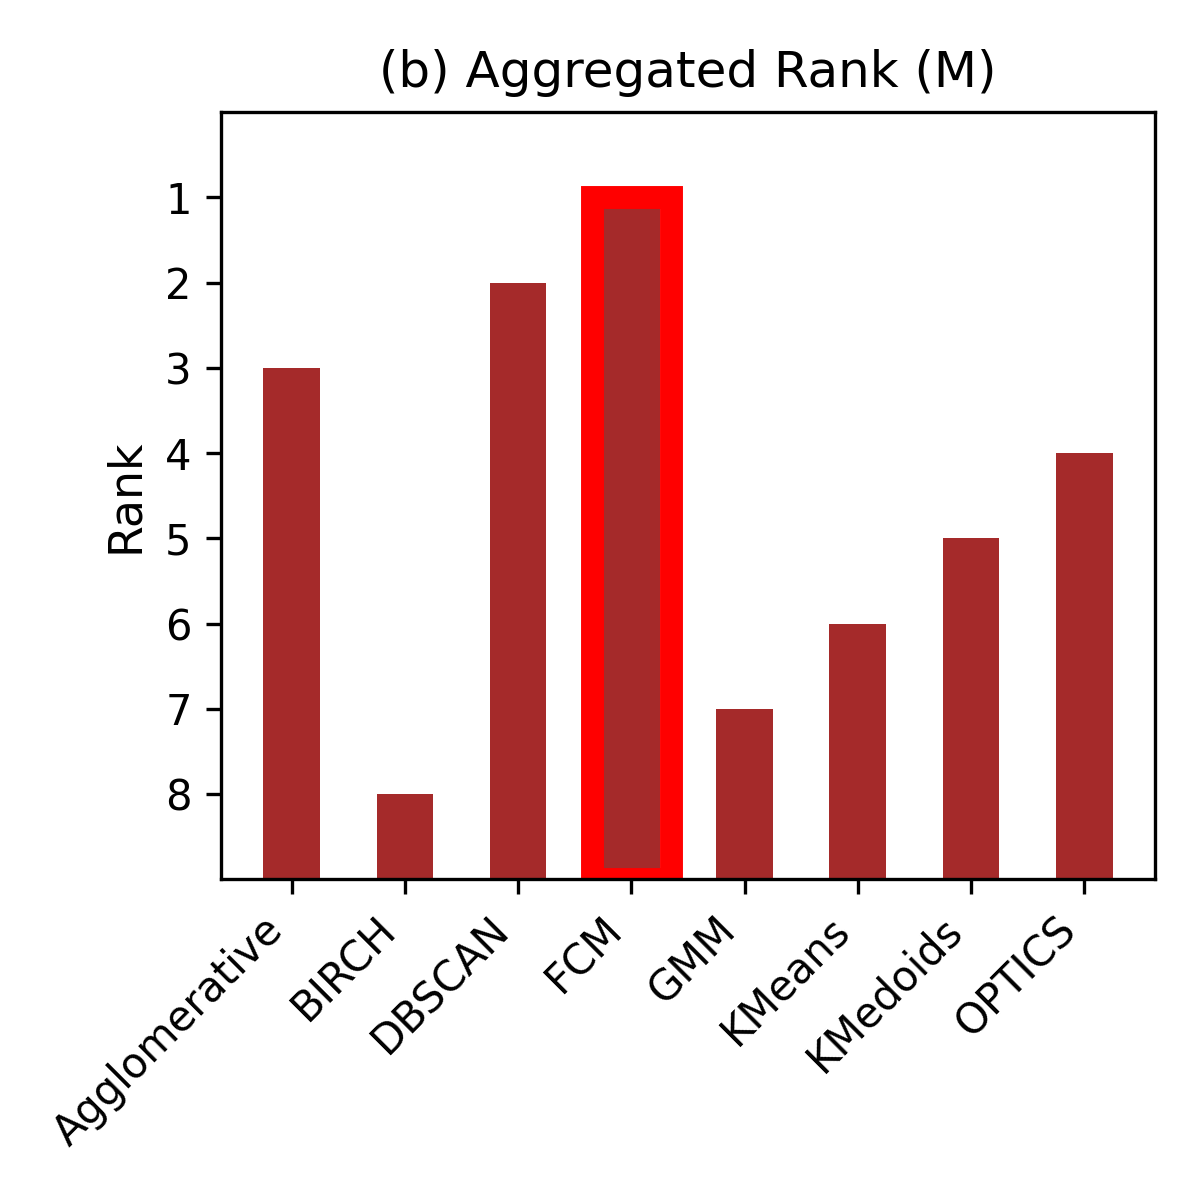 (b) Aggregated Rank (M)
Rank
1
2
3
4
5
6
7
8
Agglomerative
BIRCH
DBSCAN
FCM
GMM
KMeans
KMedoids
OPTICS